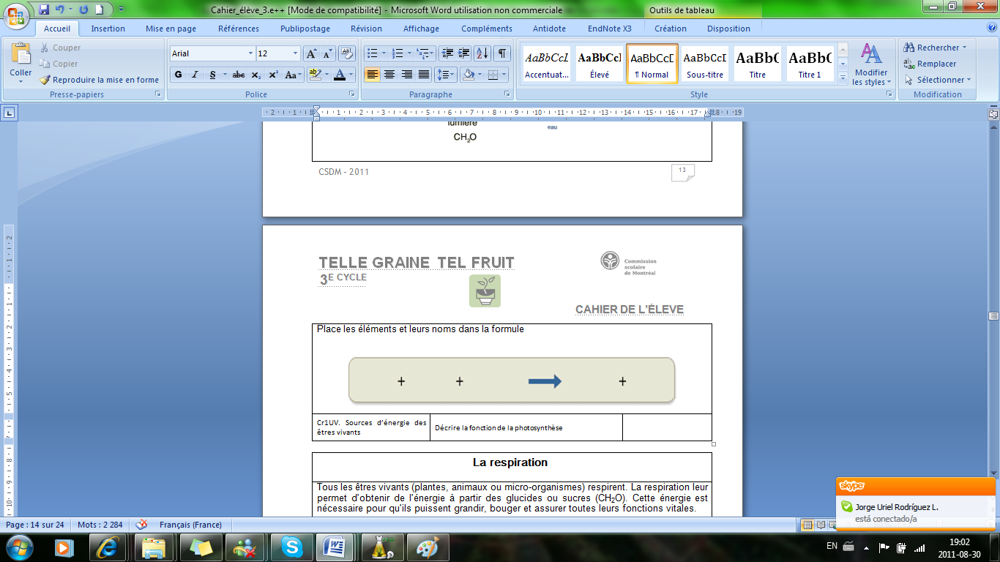 Cahier_élève_3.e++ [Mode de compatibilité] - Microsoft Word utilisation non commerciale
Outils de tableau
Accueil Insertion Mise en page Références Publipostage Révision Affichage Compléments Antidote EndNote X3 Création Disposition
Coller
Couper
Copier
Reproduire la mise en forme
Presse-papiers
Arial 12
G I S abc x₂ x² Aa
Police
Paragraphe
AaBbCcL AaBbCcI AaBbCcD AaBbCcI AaBbC AaBbC
Accentuat... Élevé ¶ Normal Sous-titre Titre Titre 1
Modifier
les styles
Style
Rechercher
Remplacer
Sélectionner
Modification
2 1 1 2 3 4 5 6 7 8 9 10 11 12 13 14 15 16 17 18 19
lumière
eau
CH₂O
CSDM - 2011
13
TELLE GRAINE TEL FRUIT
3E CYCLE
Commission
scolaire
de Montréal
CAHIER DE L'ÉLEVE
Place les éléments et leurs noms dans la formule
+ + +
Cr1UV. Sources d'énergie des
êtres vivants
Décrire la fonction de la photosynthèse
La respiration
Tous les êtres vivants (plantes, animaux ou micro-organismes) respirent. La respiration leur
permet d'obtenir de l'énergie à partir des glucides ou sucres (CH₂O). Cette énergie est
nécessaire pour qu'ils puissent grandir, bouger et assurer toutes leurs fonctions vitales.
skype
Jorge Uriel Rodríguez L.
está conectado/a
Page : 14 sur 24 Mots : 2 284 Français (France)
EN
19:02
2011-08-30